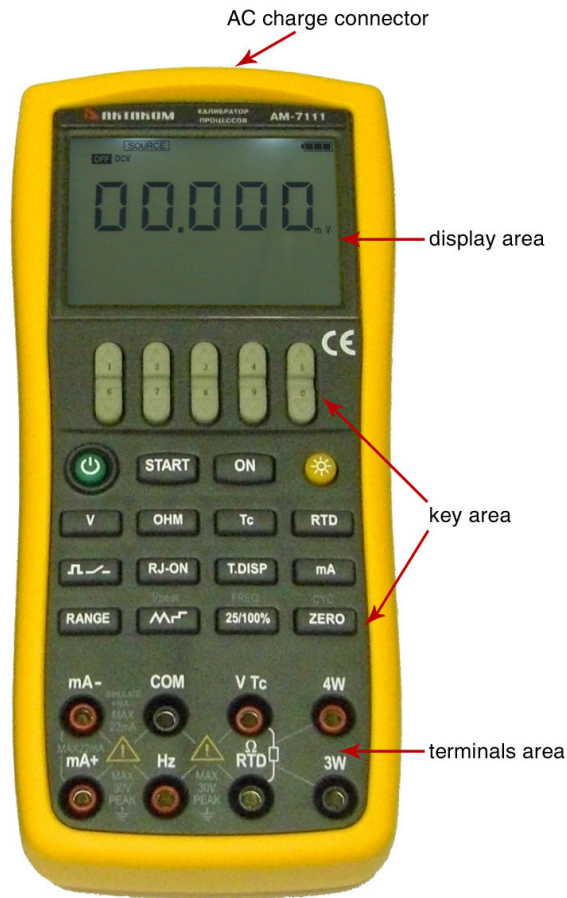 AC charge connector
АКТАКОМ КАЛИБРАТОР ПРОЦЕССОВ AM-7111
SOURCE
OFF DCV
00.000 mV
display area
CE
1 2 3 4 5
6 7 8 9 0
START ON
V OHM Tc RTD
key area
RJ-ON T.DISP mA
Vpeak FREQ CYC
RANGE 25/100% ZERO
mA- COM V Tc 4W
SIMULATE
MAX
22mA
MAX22mA
terminals area
mA+ Hz Ω RTD 3W
MAX MAX
30V 30V
PEAK PEAK